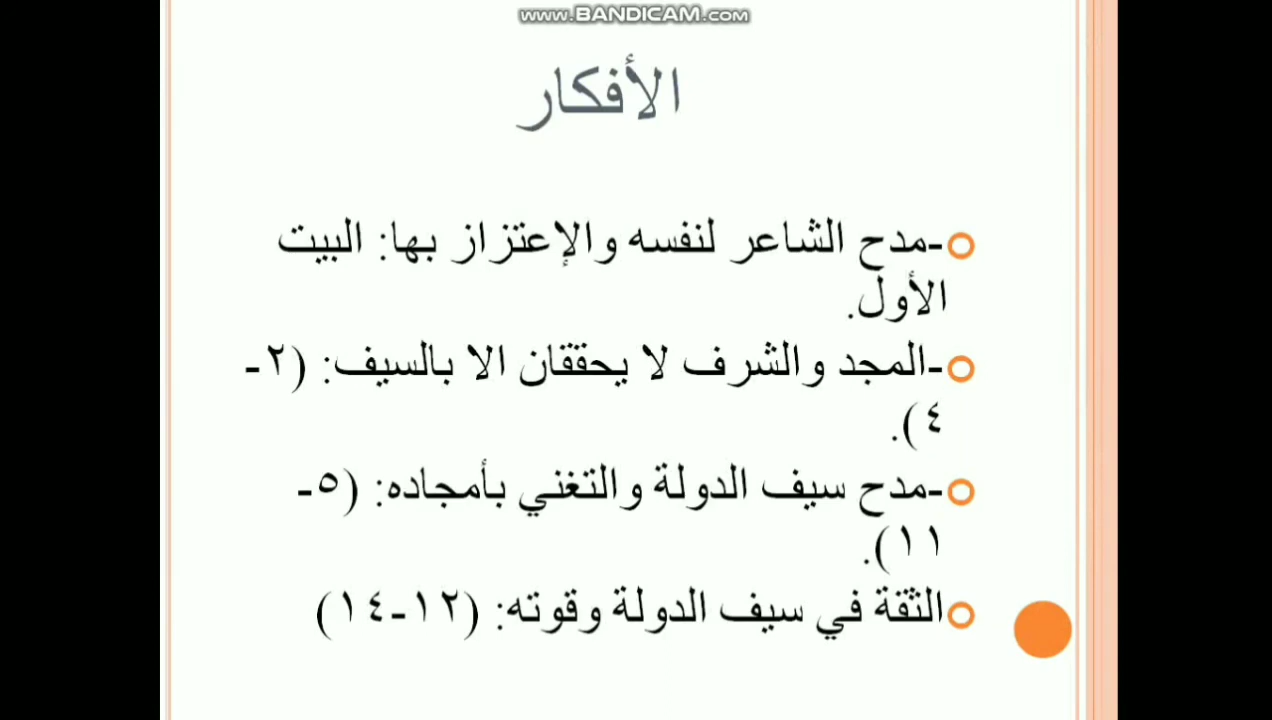 WWW.BANDICAM.COM
الأفكار
-مدح الشاعر لنفسه والإعتزاز بها: البيت
الأول.
-المجد والشرف لا يحققان الا بالسيف: (٢-
٤).
-مدح سيف الدولة والتغني بأمجاده: (٥-
١١).
الثقة في سيف الدولة وقوته: (١٢-١٤)